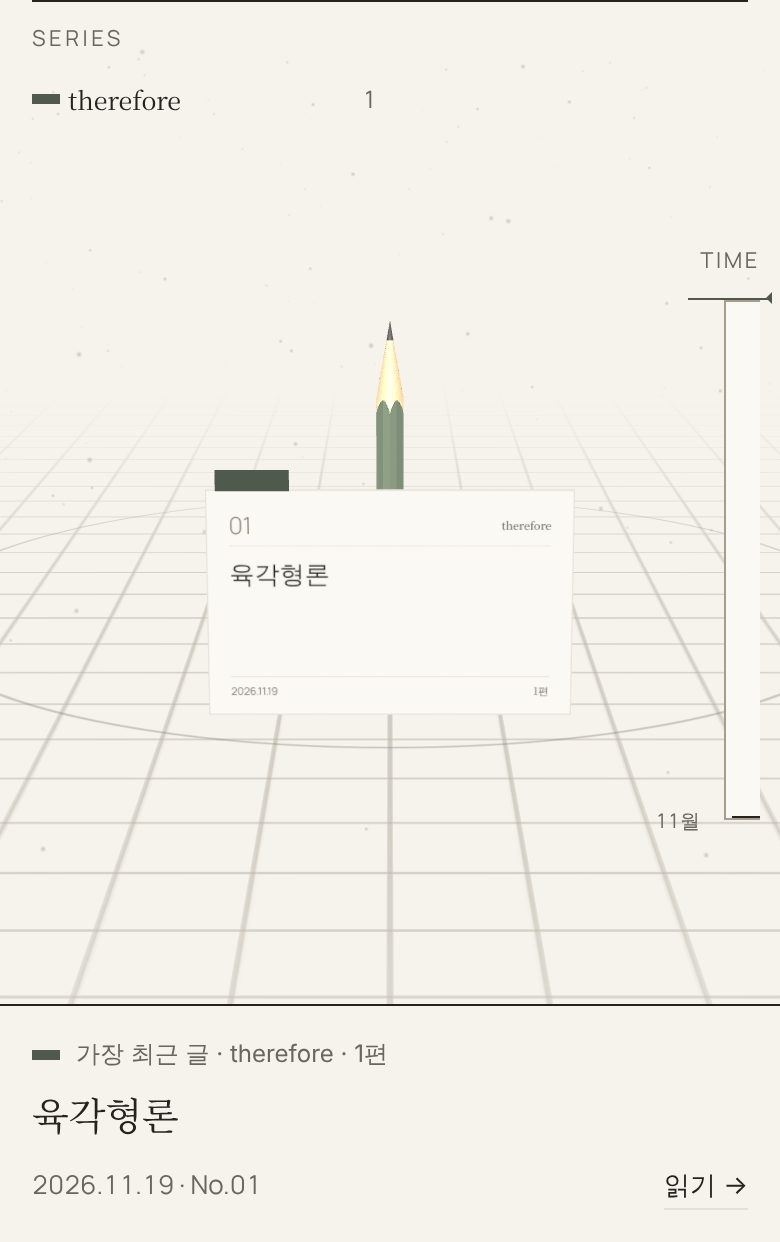 SERIES
therefore 1
TIME
01 therefore
육각형론
2026.11.19 1편
11월
가장 최근 글 · therefore · 1편
육각형론
2026.11.19 · No.01
읽기 →